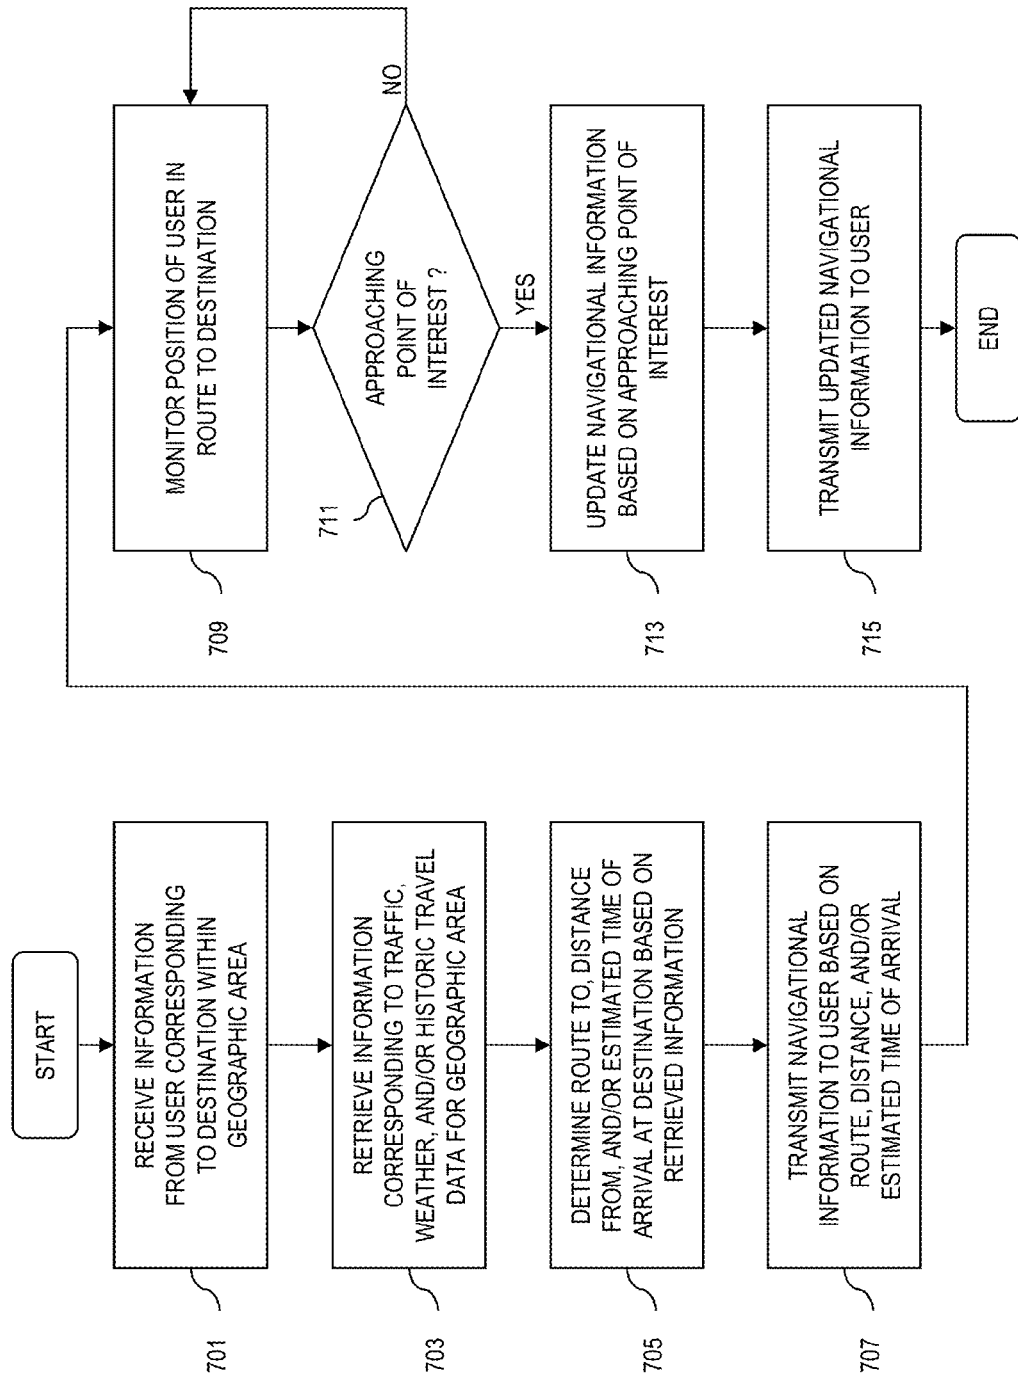 START
RECEIVE INFORMATION
FROM USER CORRESPONDING
TO DESTINATION WITHIN
GEOGRAPHIC AREA
701
RETRIEVE INFORMATION
CORRESPONDING TO TRAFFIC,
WEATHER, AND/OR HISTORIC TRAVEL
DATA FOR GEOGRAPHIC AREA
703
DETERMINE ROUTE TO, DISTANCE
FROM, AND/OR ESTIMATED TIME OF
ARRIVAL AT DESTINATION BASED ON
RETRIEVED INFORMATION
705
TRANSMIT NAVIGATIONAL
INFORMATION TO USER BASED ON
ROUTE, DISTANCE, AND/OR
ESTIMATED TIME OF ARRIVAL
707
MONITOR POSITION OF USER IN
ROUTE TO DESTINATION
709
APPROACHING
POINT OF
INTEREST ?
711
NO
YES
UPDATE NAVIGATIONAL INFORMATION
BASED ON APPROACHING POINT OF
INTEREST
713
TRANSMIT UPDATED NAVIGATIONAL
INFORMATION TO USER
715
END